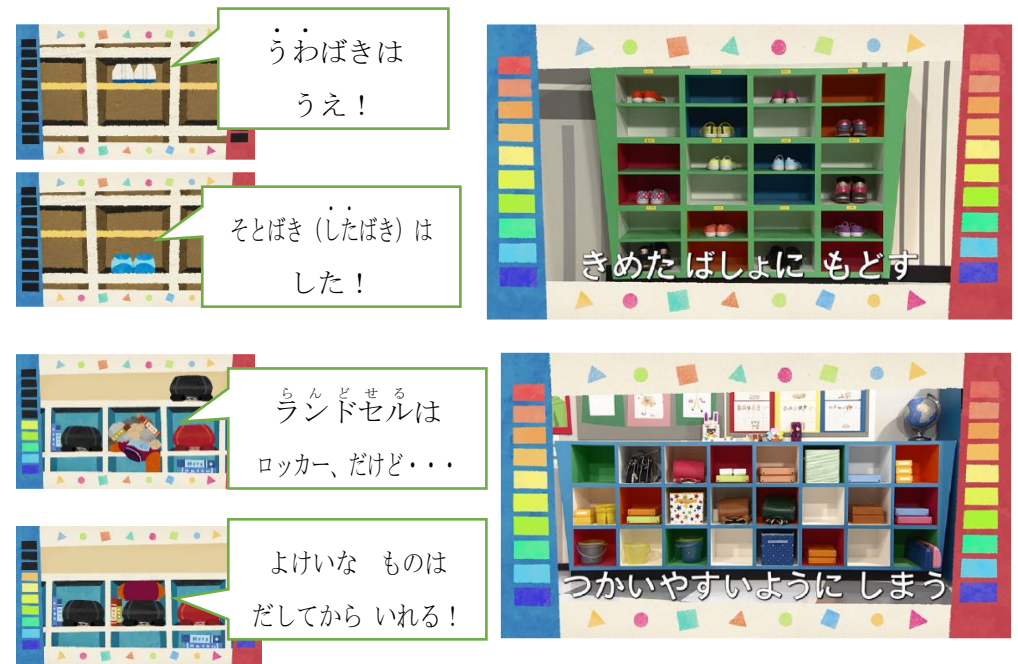 うわばきは
うえ！
きめた ばしょに もどす
そとばき（したばき）は
した！
らんどせる
ランドセルは
ロッカー、だけど・・・
つかいやすいように しまう
よけいな ものは
だしてから いれる！